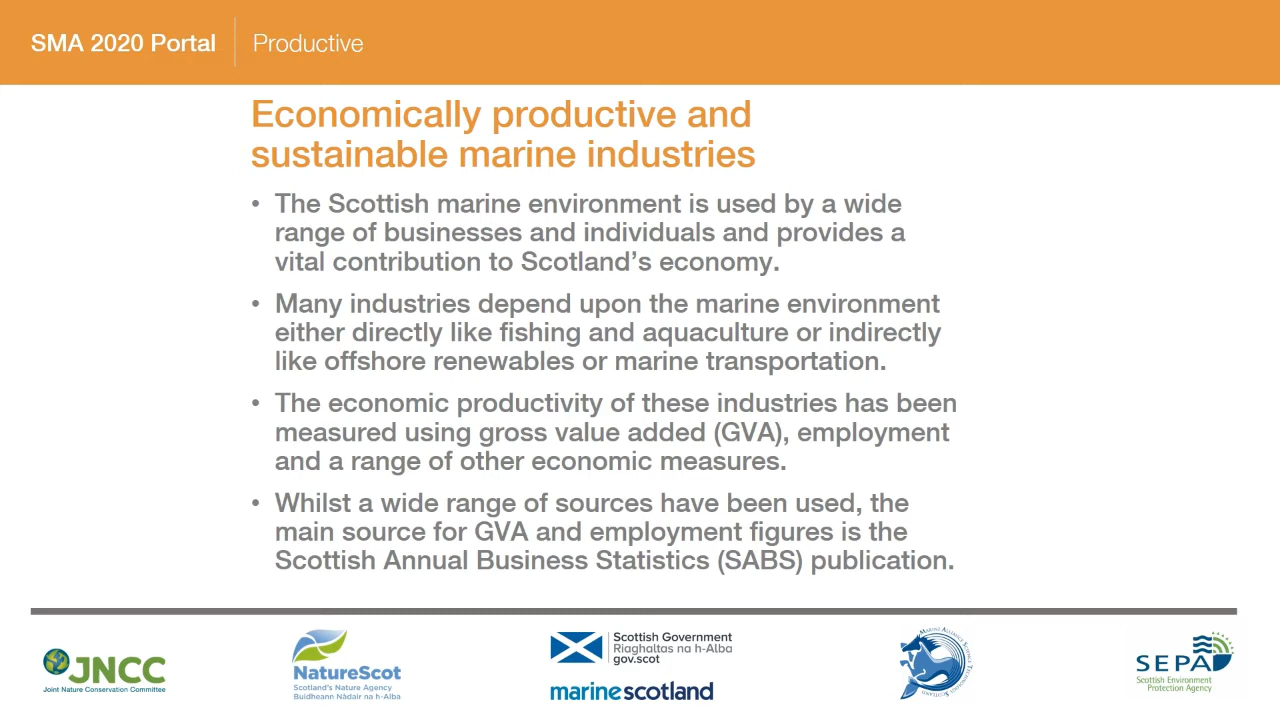 SMA 2020 Portal
Productive
Economically productive and
sustainable marine industries
• The Scottish marine environment is used by a wide
range of businesses and individuals and provides a
vital contribution to Scotland’s economy.
• Many industries depend upon the marine environment
either directly like fishing and aquaculture or indirectly
like offshore renewables or marine transportation.
• The economic productivity of these industries has been
measured using gross value added (GVA), employment
and a range of other economic measures.
• Whilst a wide range of sources have been used, the
main source for GVA and employment figures is the
Scottish Annual Business Statistics (SABS) publication.
JNCC
Joint Nature Conservation Committee
NatureScot
Scotland's Nature Agency
Buidheann Nàdair na h-Alba
Scottish Government
Riaghaltas na h-Alba
gov.scot
marinescotland
Marine Alliance Science Technology Scotland
SEPA
Scottish Environment
Protection Agency